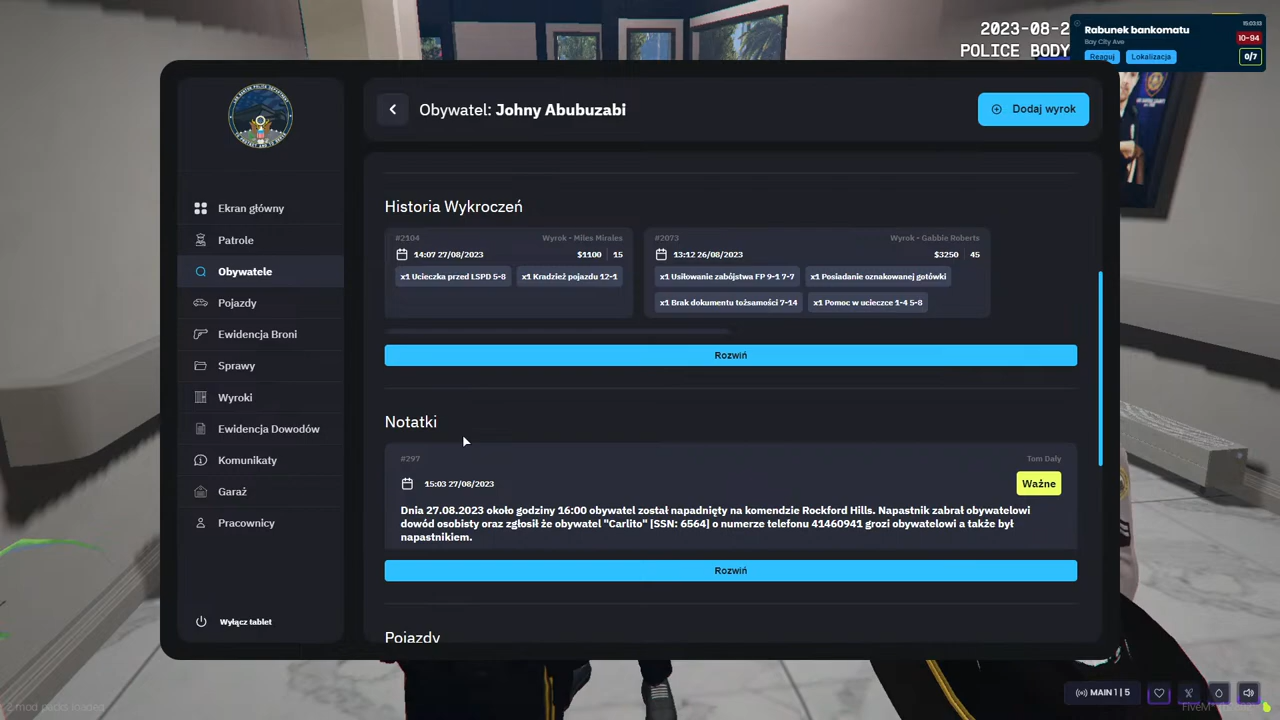 2023-08-2
POLICE BODY
Rabunek bankomatu
Bay City Ave
Reaguj
Lokalizacja
10-94
0/7
Obywatel: Johny Abubuzabi
Dodaj wyrok
Ekran główny
Patrole
Obywatele
Pojazdy
Ewidencja Broni
Sprawy
Wyroki
Ewidencja Dowodów
Komunikaty
Garaż
Pracownicy
Wyłącz tablet
Historia Wykroczeń
#2104 Wyrok - Miles Mirales
14:07 27/08/2023 $1100 15
x1 Ucieczka przed LSPD 5-8 x1 Kradzież pojazdu 12-1
#2073 Wyrok - Gabbie Roberts
13:12 26/08/2023 $3250 45
x1 Usiłowanie zabójstwa FP 9-1 7-7 x1 Posiadanie oznakowanej gotówki
x1 Brak dokumentu tożsamości 7-14 x1 Pomoc w ucieczce 1-4 5-8
Rozwiń
Notatki
#297 Tom Daly
15:03 27/08/2023 Ważne
Dnia 27.08.2023 około godziny 16:00 obywatel został napadnięty na komendzie Rockford Hills. Napastnik zabrał obywatelowi
dowód osobisty oraz zgłosił że obywatel "Carlito" [SSN: 6564] o numerze telefonu 41460941 grozi obywatelowi a także był
napastnikiem.
Rozwiń
Pojazdy
MAIN 1 | 5
2 mod packs loaded
FiveM